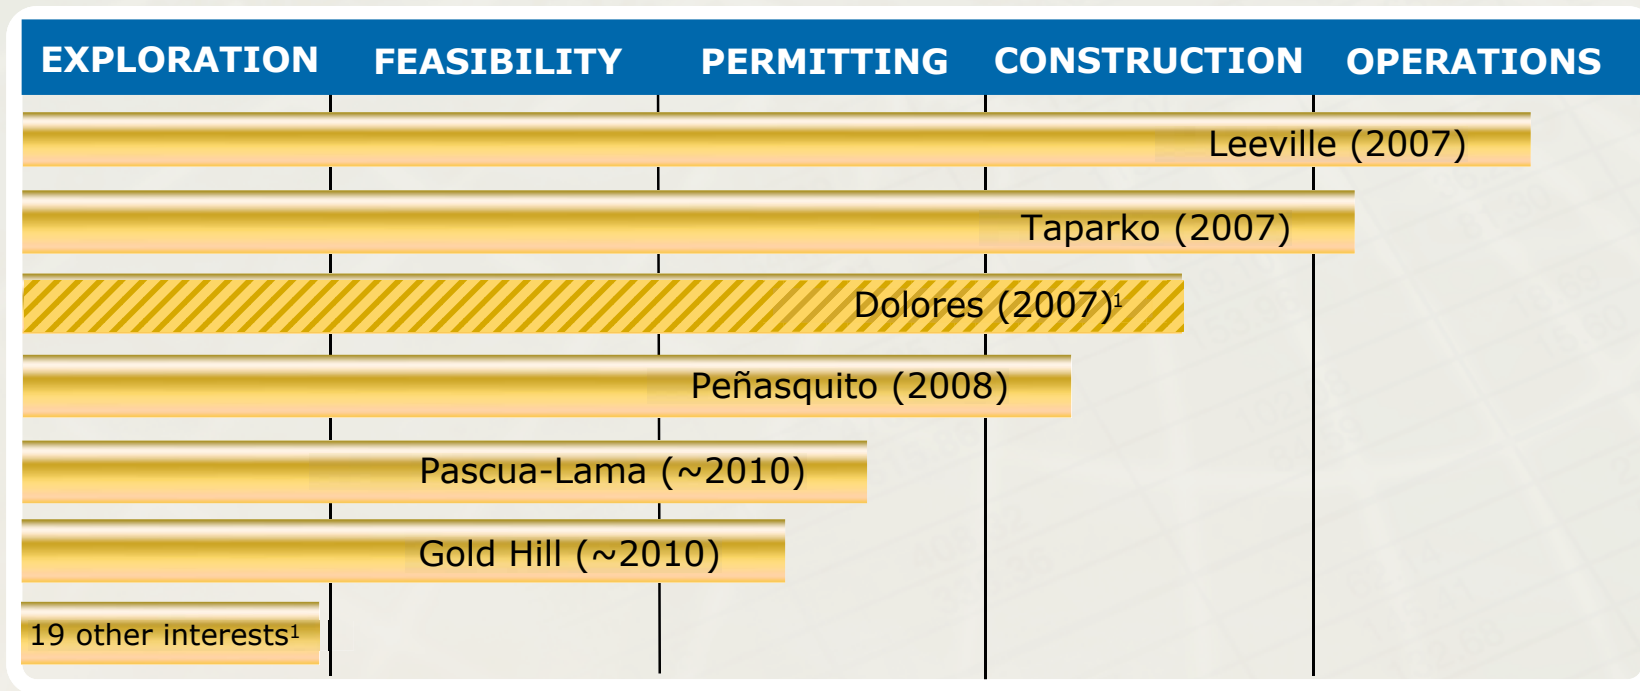 EXPLORATION FEASIBILITY PERMITTING CONSTRUCTION OPERATIONS
Leeville (2007)
Taparko (2007)
Dolores (2007)¹
Peñasquito (2008)
Pascua-Lama (~2010)
Gold Hill (~2010)
19 other interests¹